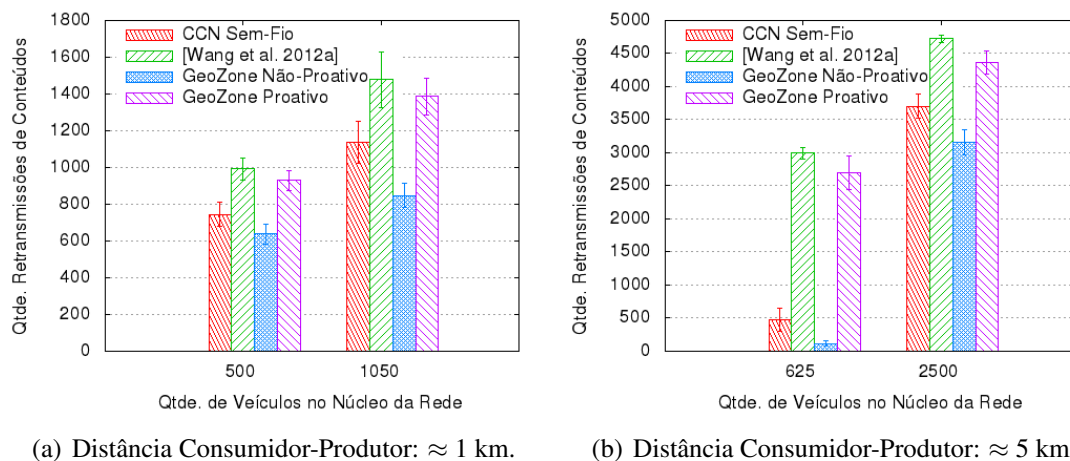 Qtde. Retransmissões de Conteúdos
1800
1600
1400
1200
1000
800
600
400
200
0
CCN Sem-Fio
[Wang et al. 2012a]
GeoZone Não-Proativo
GeoZone Proativo
500
1050
Qtde. de Veículos no Núcleo da Rede
(a) Distância Consumidor-Produtor: ≈ 1 km.
Qtde. Retransmissões de Conteúdos
5000
4500
4000
3500
3000
2500
2000
1500
1000
500
0
CCN Sem-Fio
[Wang et al. 2012a]
GeoZone Não-Proativo
GeoZone Proativo
625
2500
Qtde. de Veículos no Núcleo da Rede
(b) Distância Consumidor-Produtor: ≈ 5 km